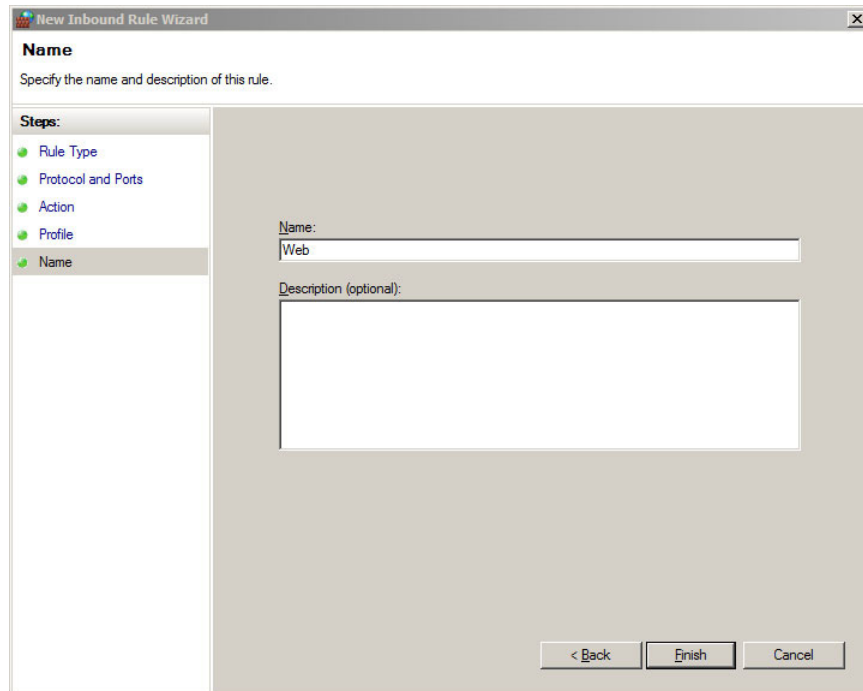 New Inbound Rule Wizard
Name
Specify the name and description of this rule.
Steps:
Rule Type
Protocol and Ports
Action
Profile
Name
Name:
Web
Description (optional):
< Back
Finish
Cancel